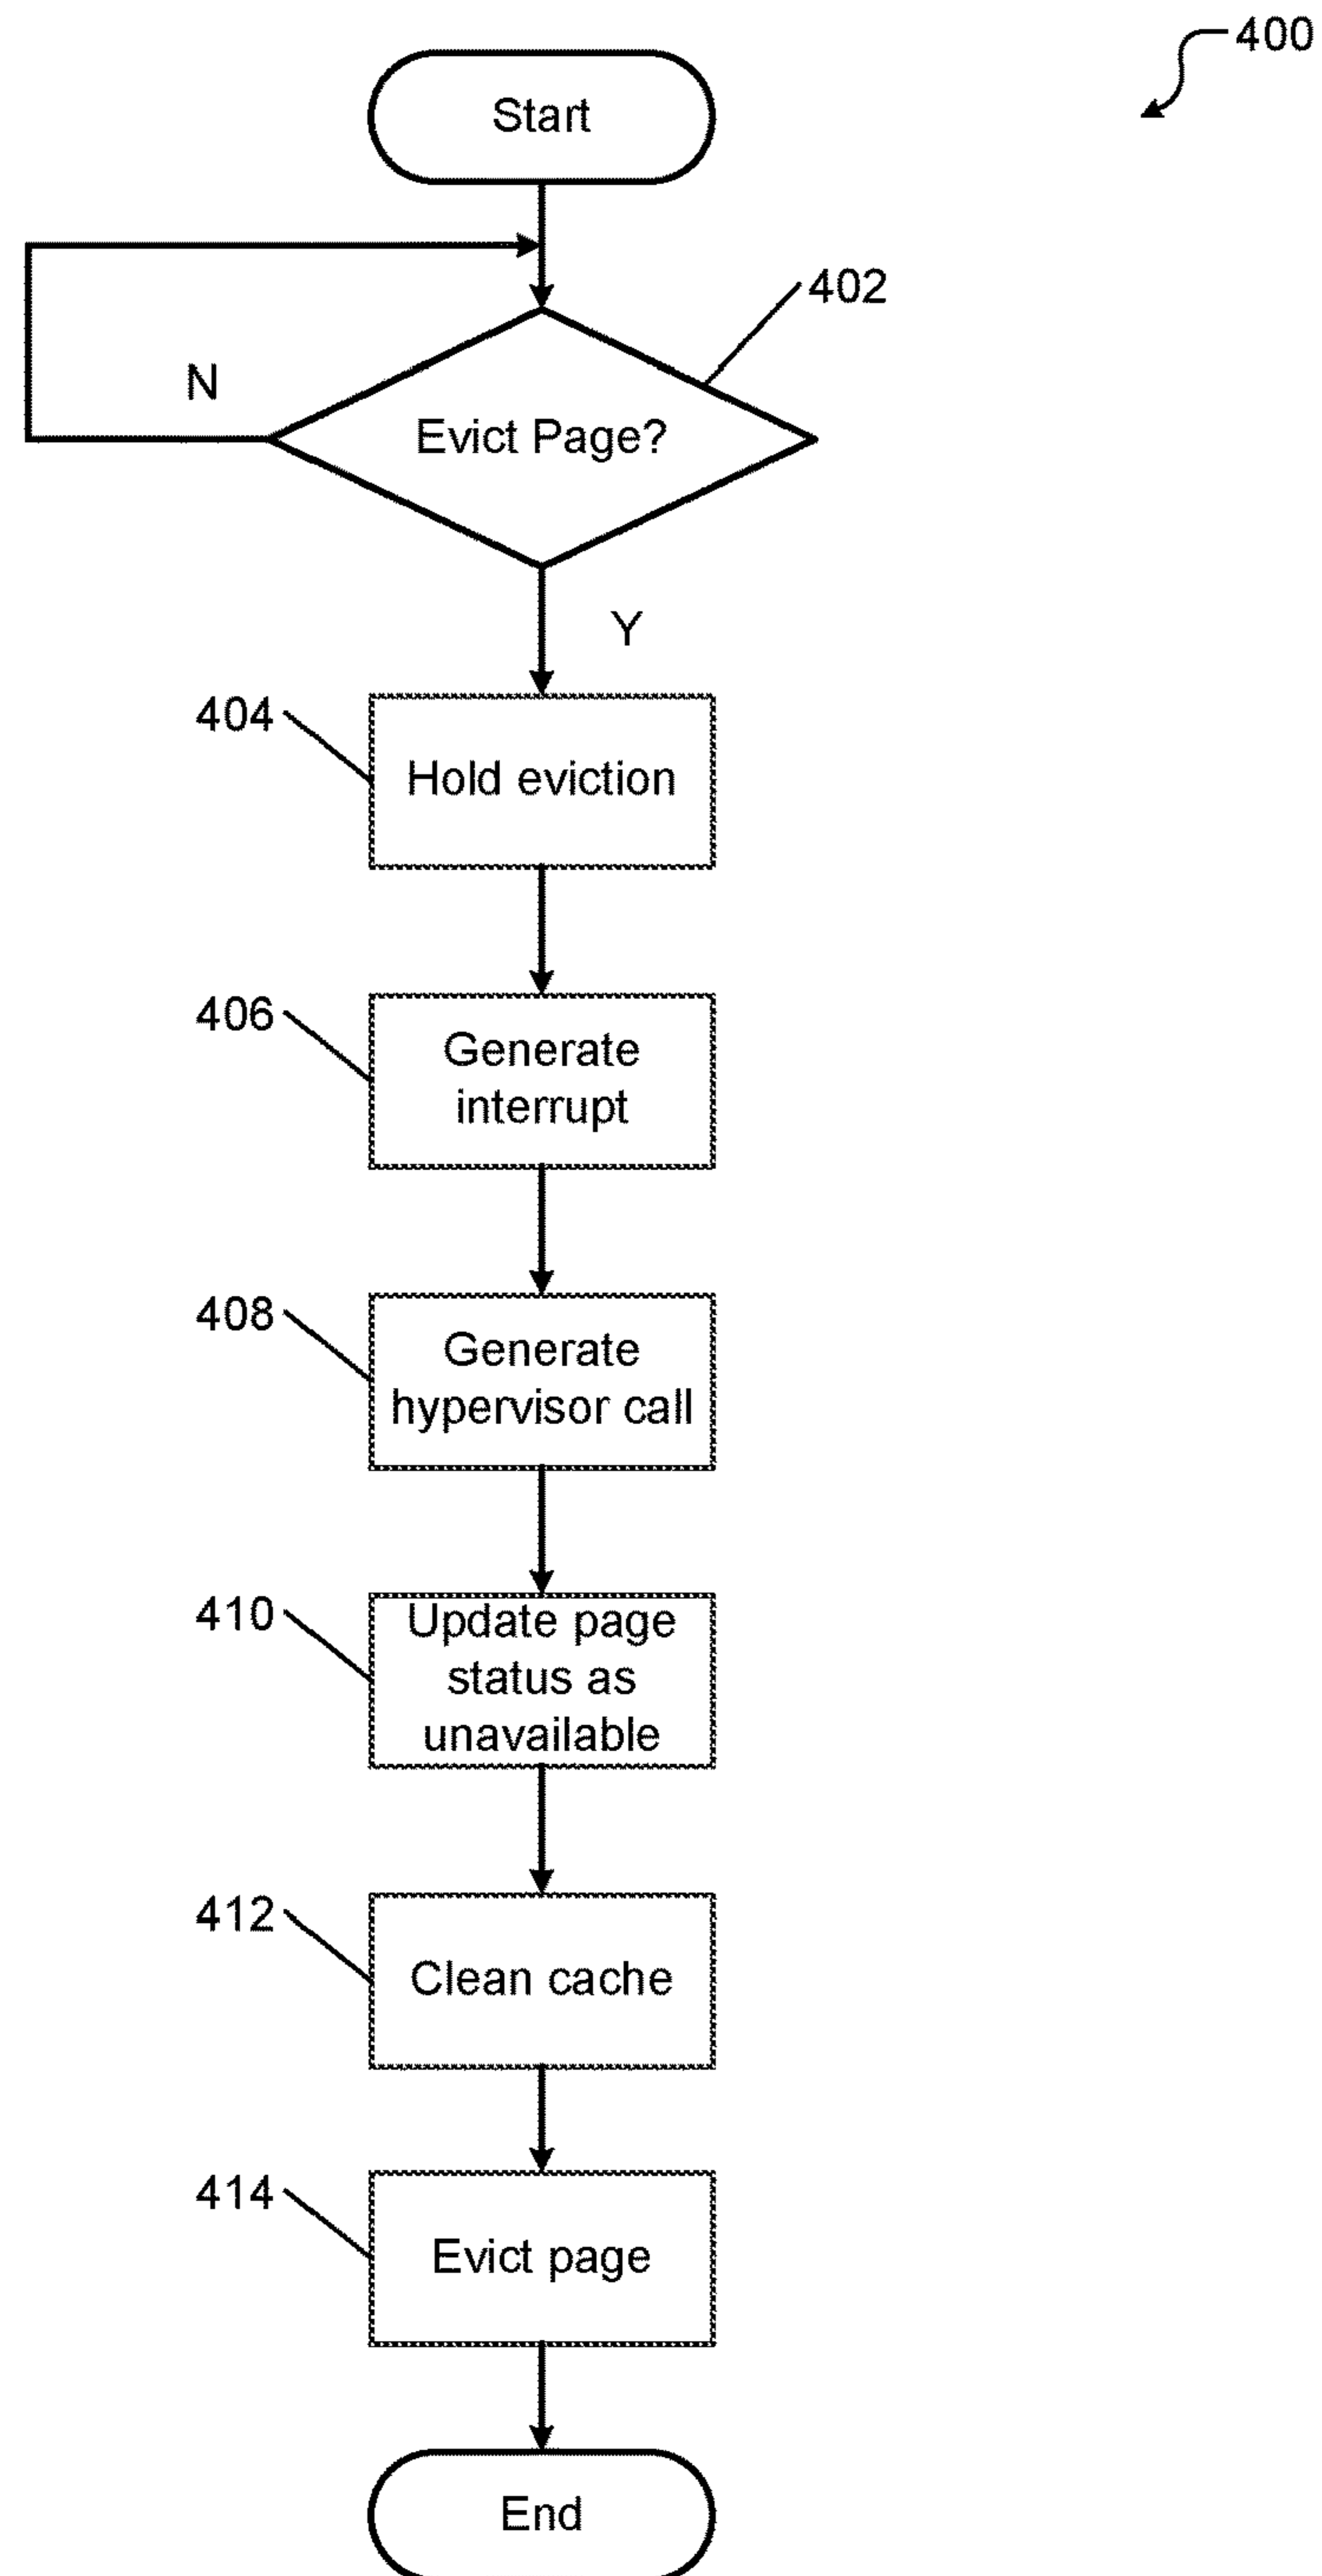 400
Start
402
N
Evict Page?
Y
404
Hold eviction
406
Generate
interrupt
408
Generate
hypervisor call
410
Update page
status as
unavailable
412
Clean cache
414
Evict page
End